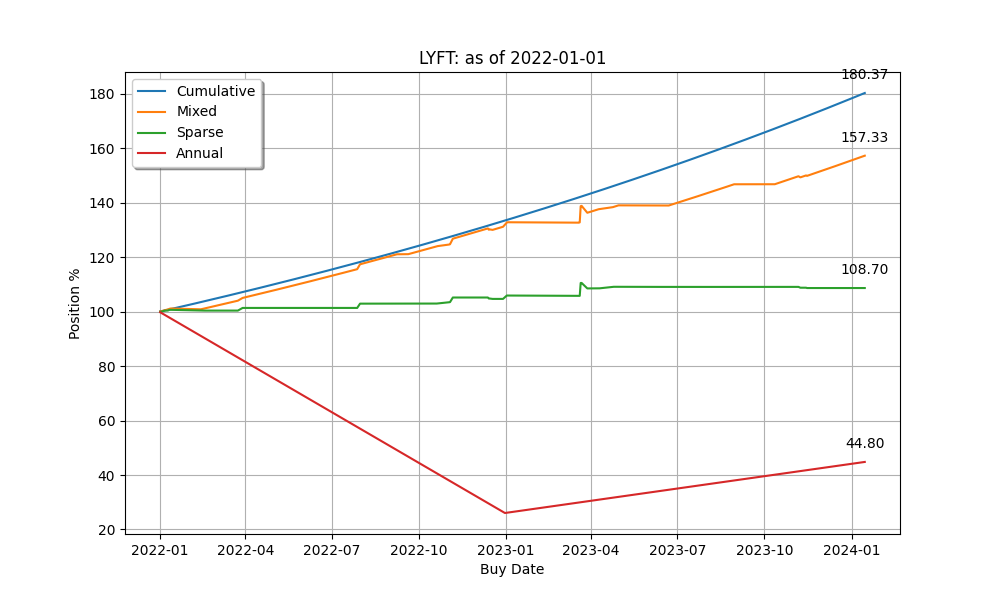 LYFT: as of 2022-01-01
Cumulative
Mixed
Sparse
Annual
180.37
157.33
108.70
44.80
Position %
180
160
140
120
100
80
60
40
20
2022-01 2022-04 2022-07 2022-10 2023-01 2023-04 2023-07 2023-10 2024-01
Buy Date